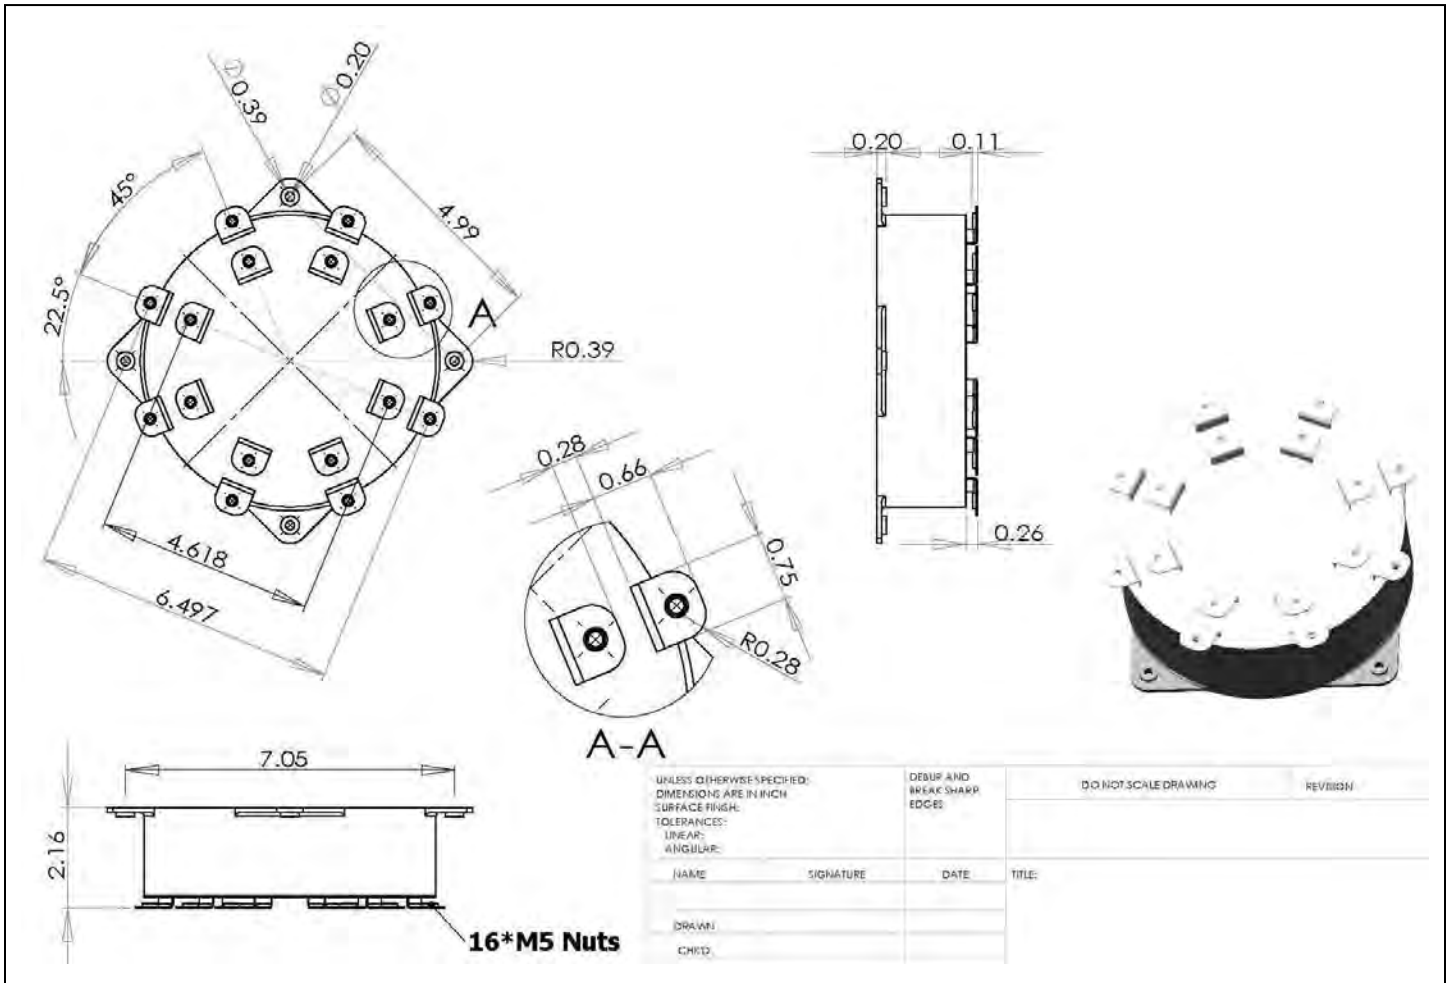 ∅0.39
∅0.20
0.20
0.11
45°
4.99
22.5°
A
R0.39
0.28
0.66
0.26
4.618
0.75
6.497
R0.28
A-A
7.05
2.16
16*M5 Nuts
UNLESS OTHERWISE SPECIFIED:
DIMENSIONS ARE IN INCH
SURFACE FINISH:
TOLERANCES:
LINEAR:
ANGULAR:
DEBUR AND
BREAK SHARP
EDGES
DO NOT SCALE DRAWING
REVISION
NAME
SIGNATURE
DATE
TITLE:
DRAWN
CHK'D